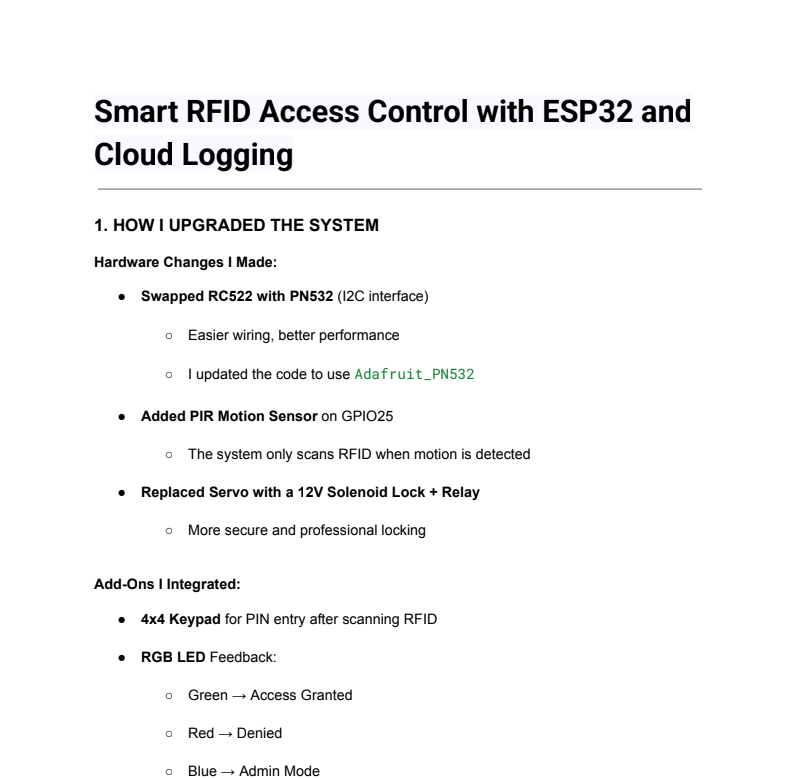 Smart RFID Access Control with ESP32 and
Cloud Logging
1. HOW I UPGRADED THE SYSTEM
Hardware Changes I Made:
● Swapped RC522 with PN532 (I2C interface)
○ Easier wiring, better performance
○ I updated the code to use Adafruit_PN532
● Added PIR Motion Sensor on GPIO25
○ The system only scans RFID when motion is detected
● Replaced Servo with a 12V Solenoid Lock + Relay
○ More secure and professional locking
Add-Ons I Integrated:
● 4x4 Keypad for PIN entry after scanning RFID
● RGB LED Feedback:
○ Green → Access Granted
○ Red → Denied
○ Blue → Admin Mode